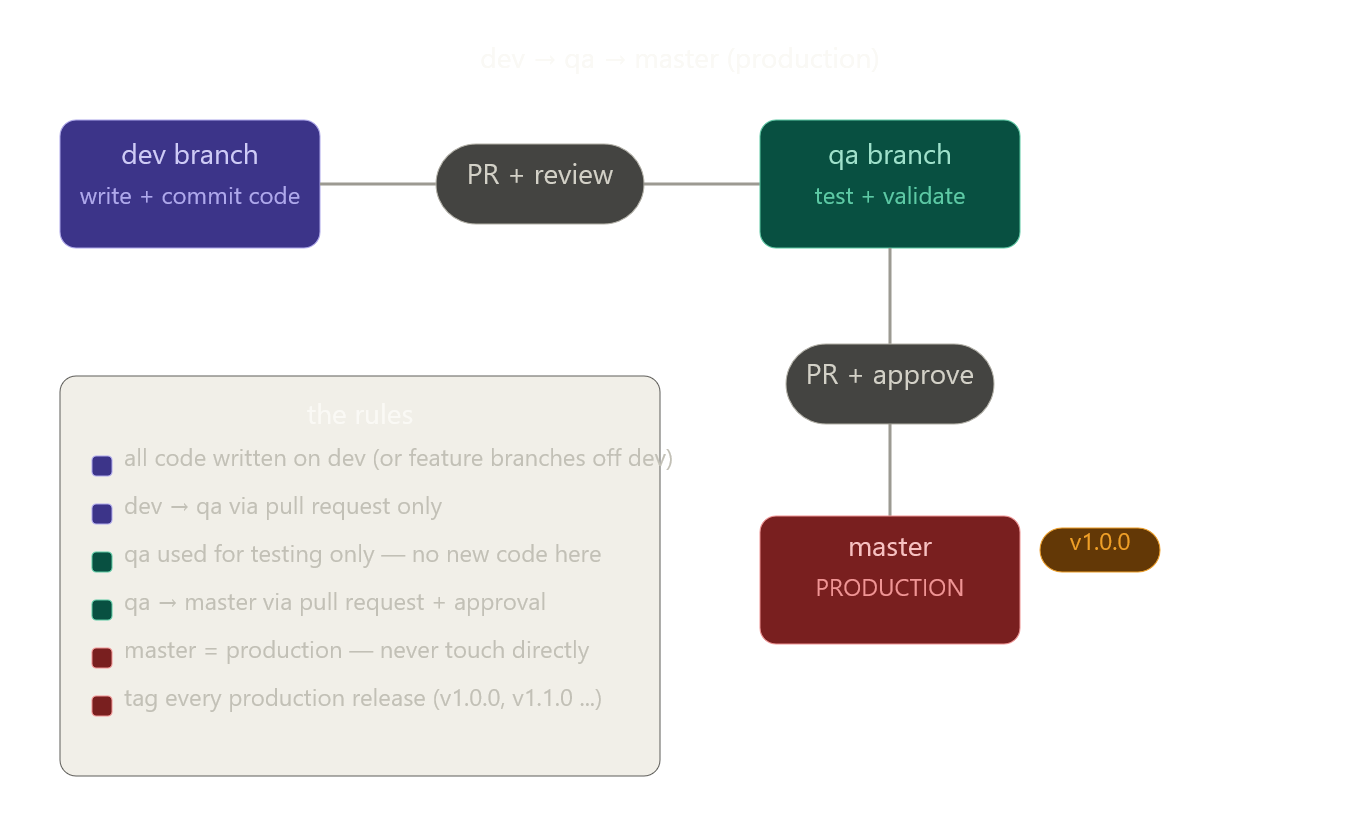 dev → qa → master (production)
dev branch
write + commit code
PR + review
qa branch
test + validate
PR + approve
master
PRODUCTION
v1.0.0
the rules
all code written on dev (or feature branches off dev)
dev → qa via pull request only
qa used for testing only — no new code here
qa → master via pull request + approval
master = production — never touch directly
tag every production release (v1.0.0, v1.1.0 ...)